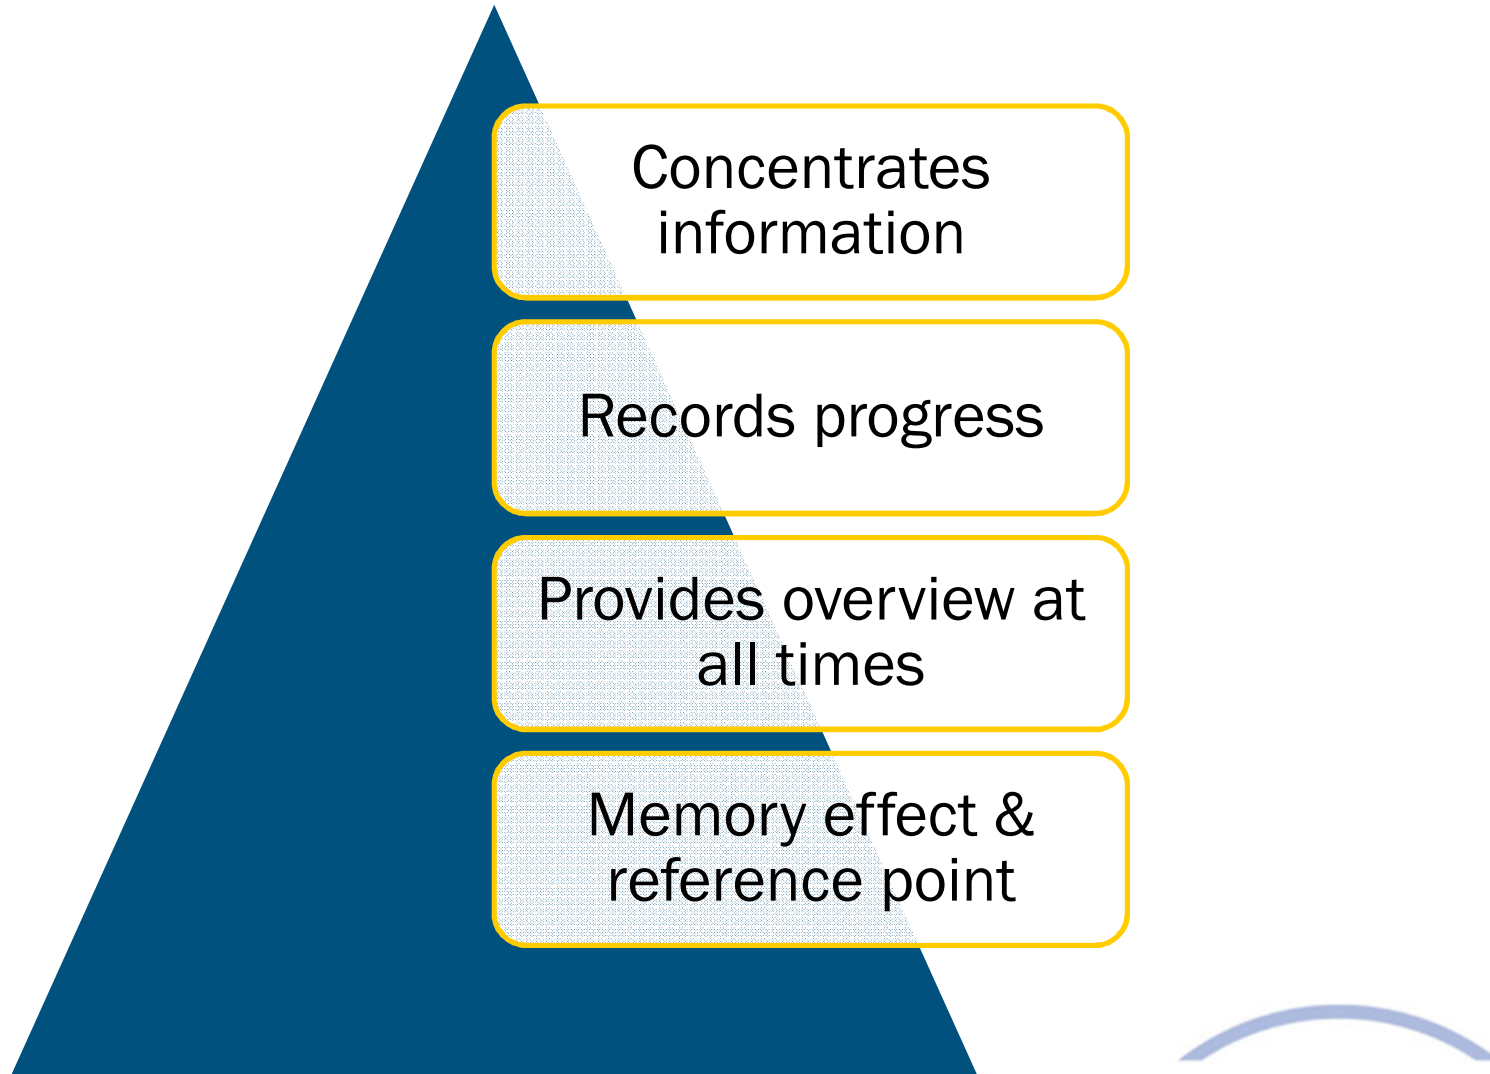 Concentrates
information
Records progress
Provides overview at
all times
Memory effect &
reference point